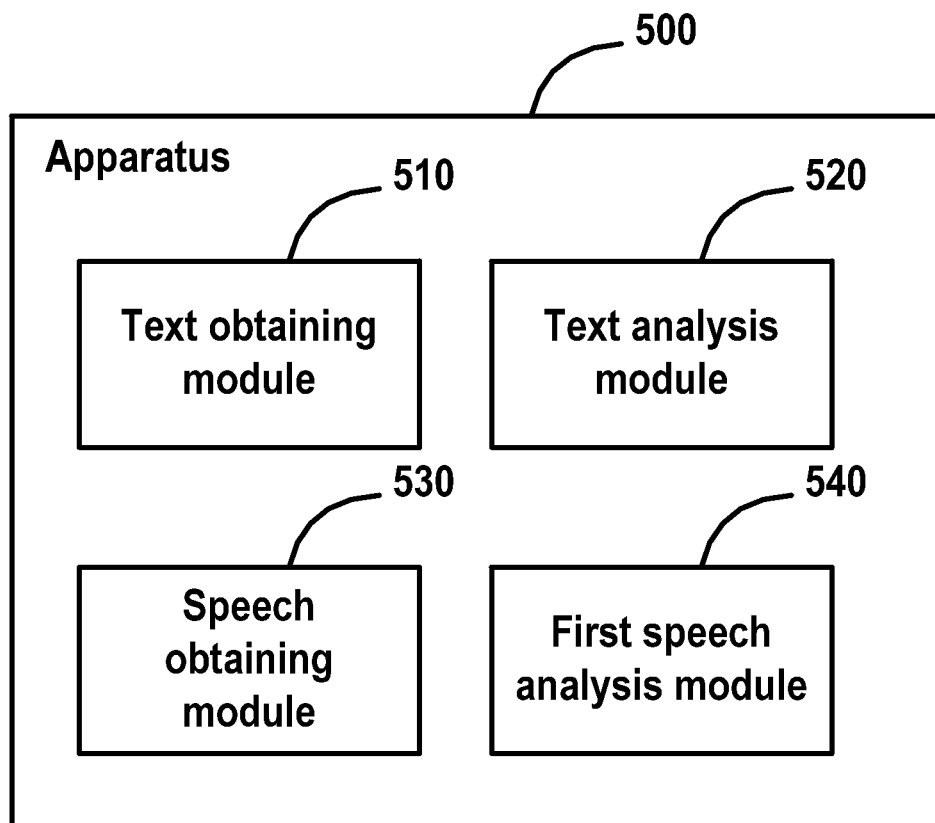 500
Apparatus
510
Text obtaining
module
520
Text analysis
module
530
Speech
obtaining
module
540
First speech
analysis module